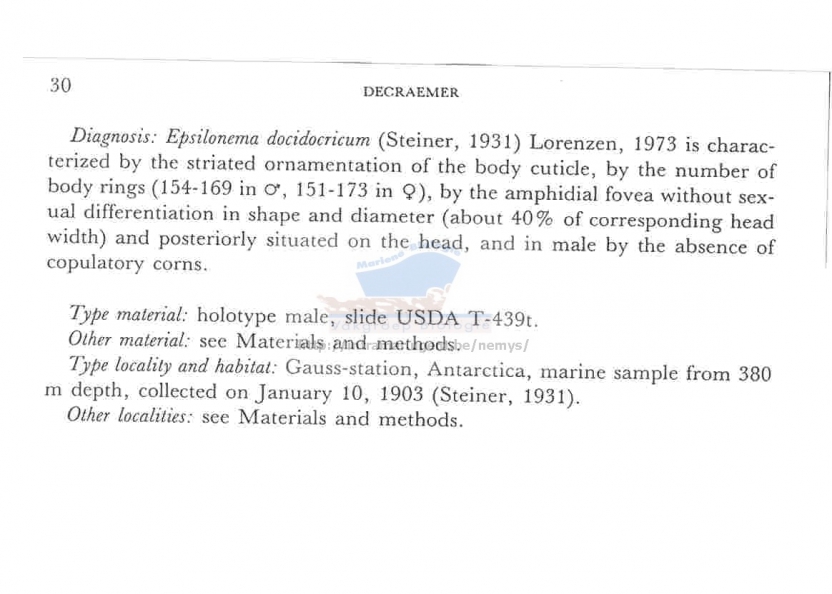 30
DECRAEMER
Diagnosis: Epsilonema docidocricum (Steiner, 1931) Lorenzen, 1973 is charac-
terized by the striated ornamentation of the body cuticle, by the number of
body rings (154-169 in ♂, 151-173 in ♀), by the amphidial fovea without sex-
ual differentiation in shape and diameter (about 40% of corresponding head
width) and posteriorly situated on the head, and in male by the absence of
copulatory corns.
Type material: holotype male, slide USDA T-439t.
Other material: see Materials and methods.
Type locality and habitat: Gauss-station, Antarctica, marine sample from 380
m depth, collected on January 10, 1903 (Steiner, 1931).
Other localities: see Materials and methods.